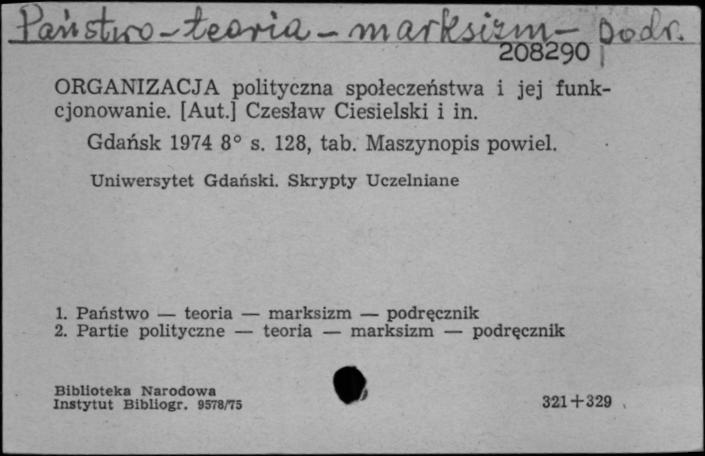 Państwo – teoria – marksizm – podr.
208290
ORGANIZACJA polityczna społeczeństwa i jej funk-
cjonowanie. [Aut.] Czesław Ciesielski i in.
Gdańsk 1974 8° s. 128, tab. Maszynopis powiel.
Uniwersytet Gdański. Skrypty Uczelniane
1. Państwo — teoria — marksizm — podręcznik
2. Partie polityczne — teoria — marksizm — podręcznik
Biblioteka Narodowa
Instytut Bibliogr. 9578/75
321+329